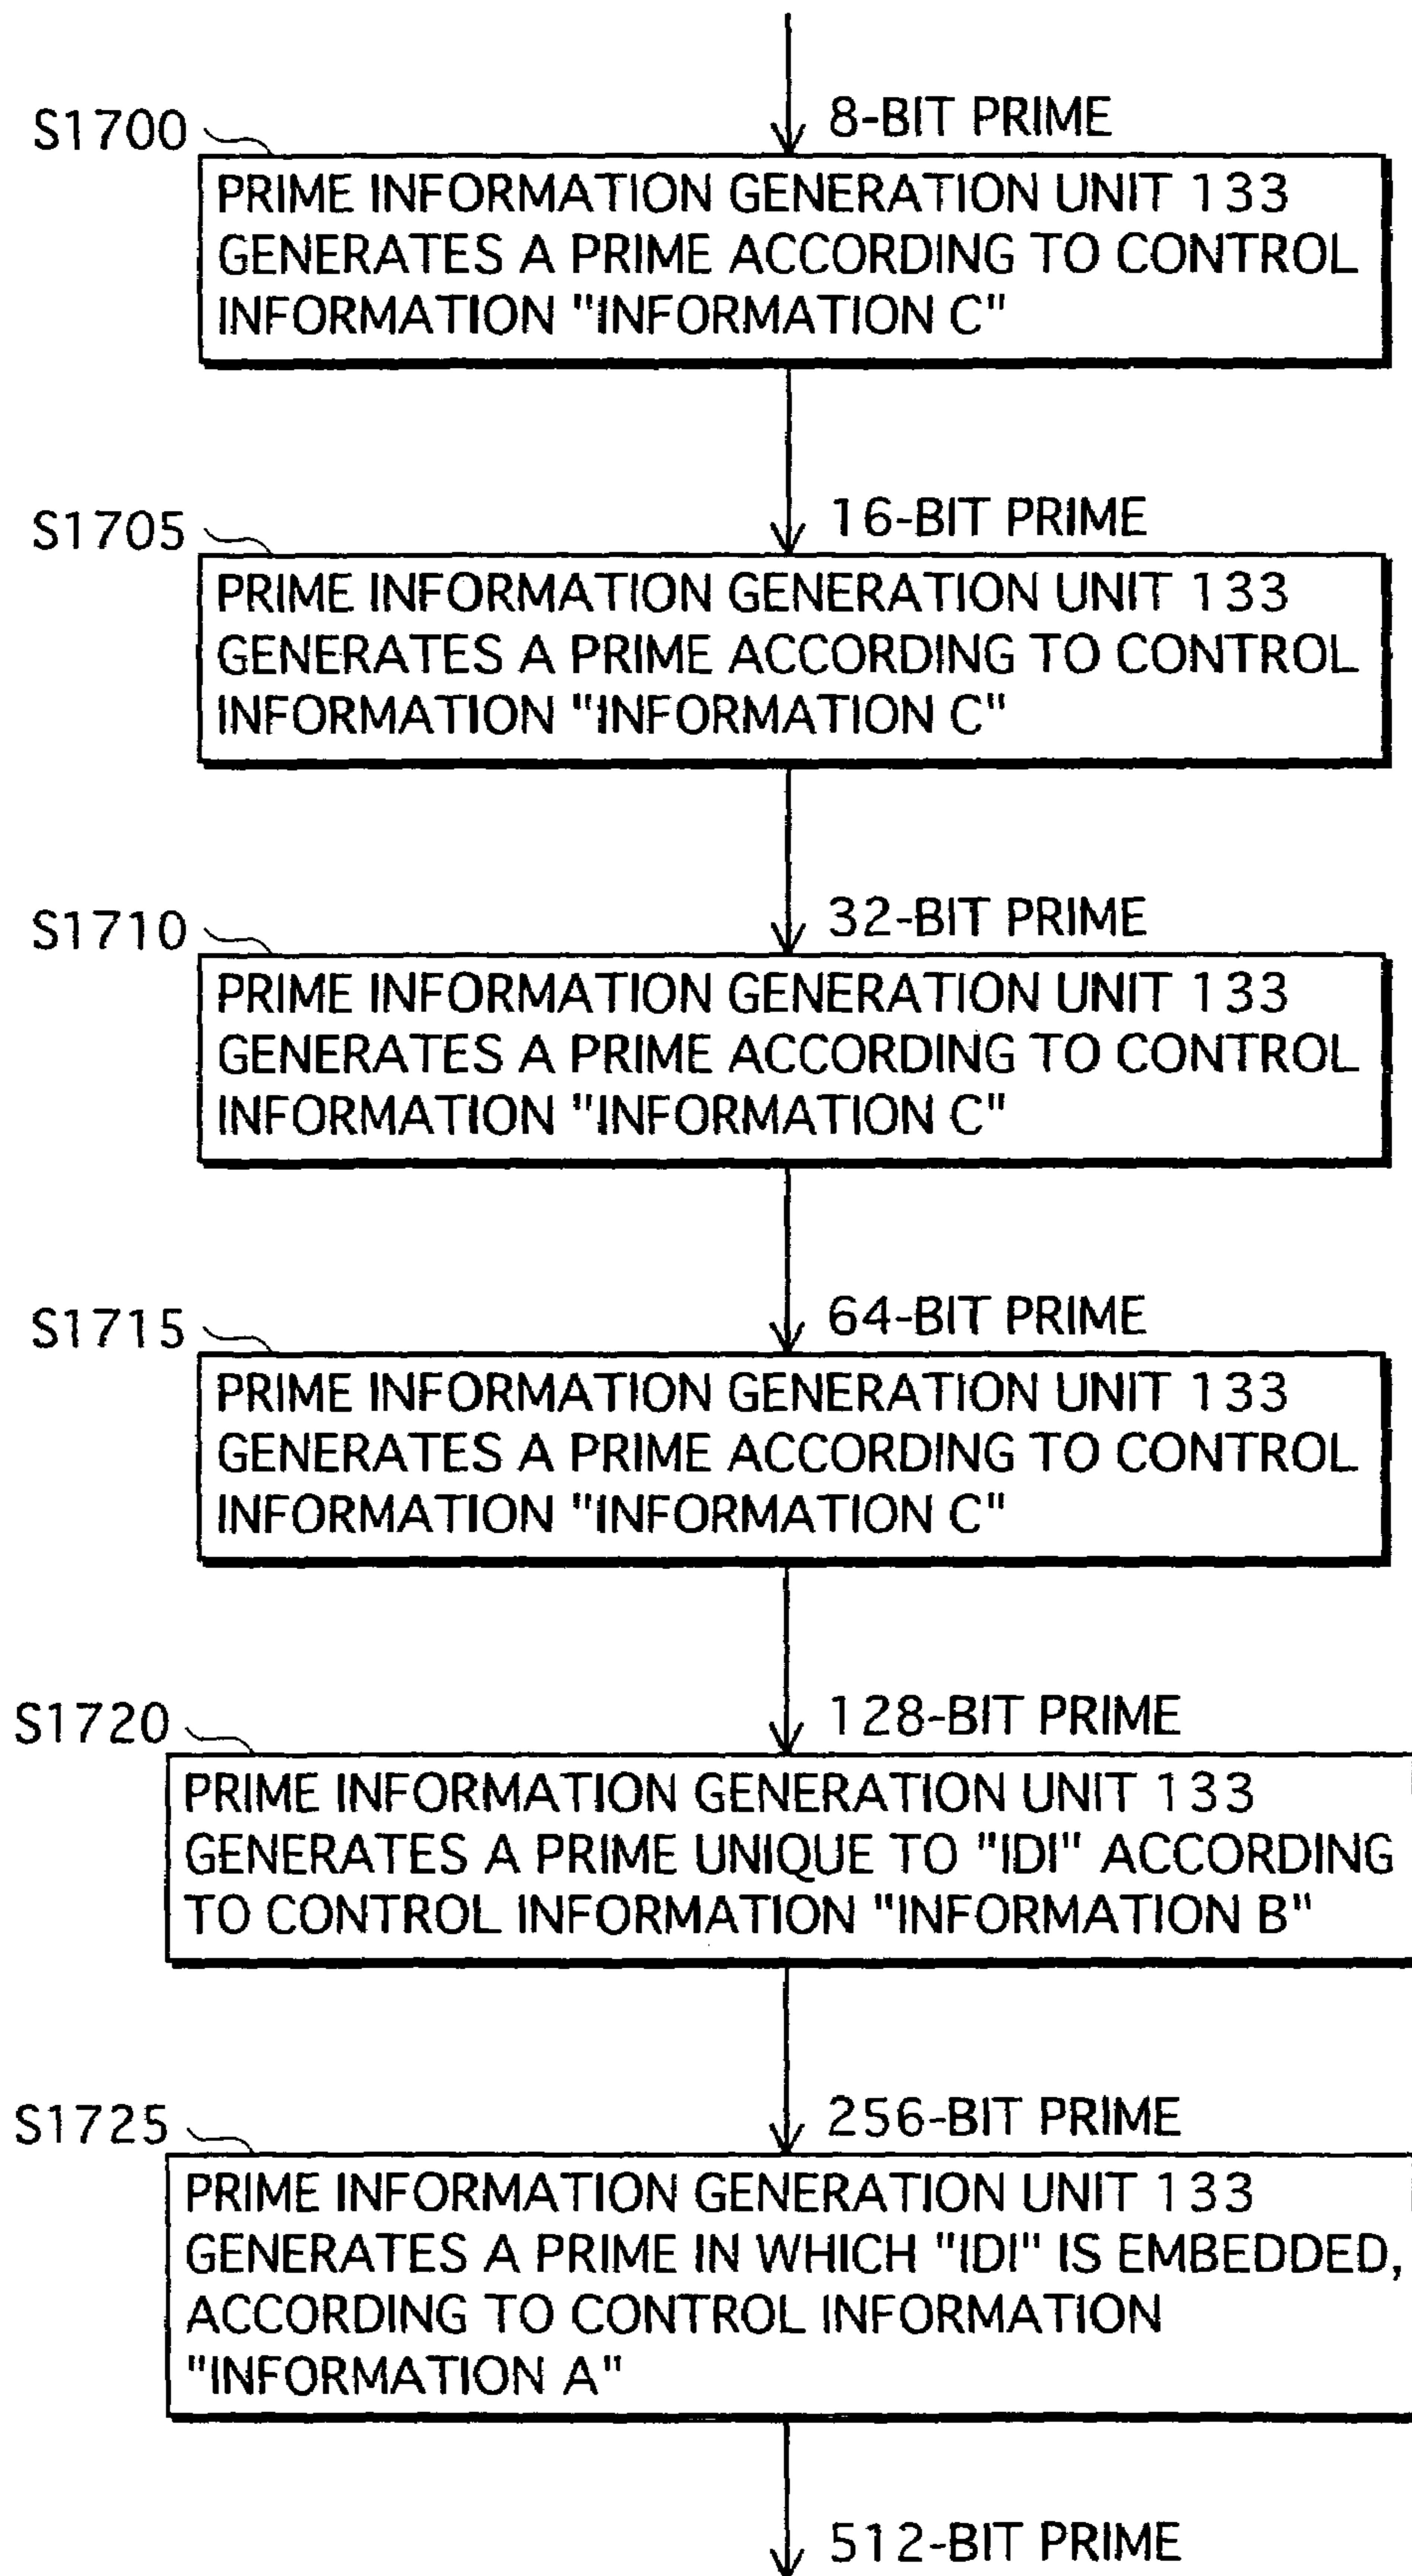 8-BIT PRIME
S1700
PRIME INFORMATION GENERATION UNIT 133
GENERATES A PRIME ACCORDING TO CONTROL
INFORMATION "INFORMATION C"
16-BIT PRIME
S1705
PRIME INFORMATION GENERATION UNIT 133
GENERATES A PRIME ACCORDING TO CONTROL
INFORMATION "INFORMATION C"
32-BIT PRIME
S1710
PRIME INFORMATION GENERATION UNIT 133
GENERATES A PRIME ACCORDING TO CONTROL
INFORMATION "INFORMATION C"
64-BIT PRIME
S1715
PRIME INFORMATION GENERATION UNIT 133
GENERATES A PRIME ACCORDING TO CONTROL
INFORMATION "INFORMATION C"
128-BIT PRIME
S1720
PRIME INFORMATION GENERATION UNIT 133
GENERATES A PRIME UNIQUE TO "IDI" ACCORDING
TO CONTROL INFORMATION "INFORMATION B"
256-BIT PRIME
S1725
PRIME INFORMATION GENERATION UNIT 133
GENERATES A PRIME IN WHICH "IDI" IS EMBEDDED,
ACCORDING TO CONTROL INFORMATION
"INFORMATION A"
512-BIT PRIME